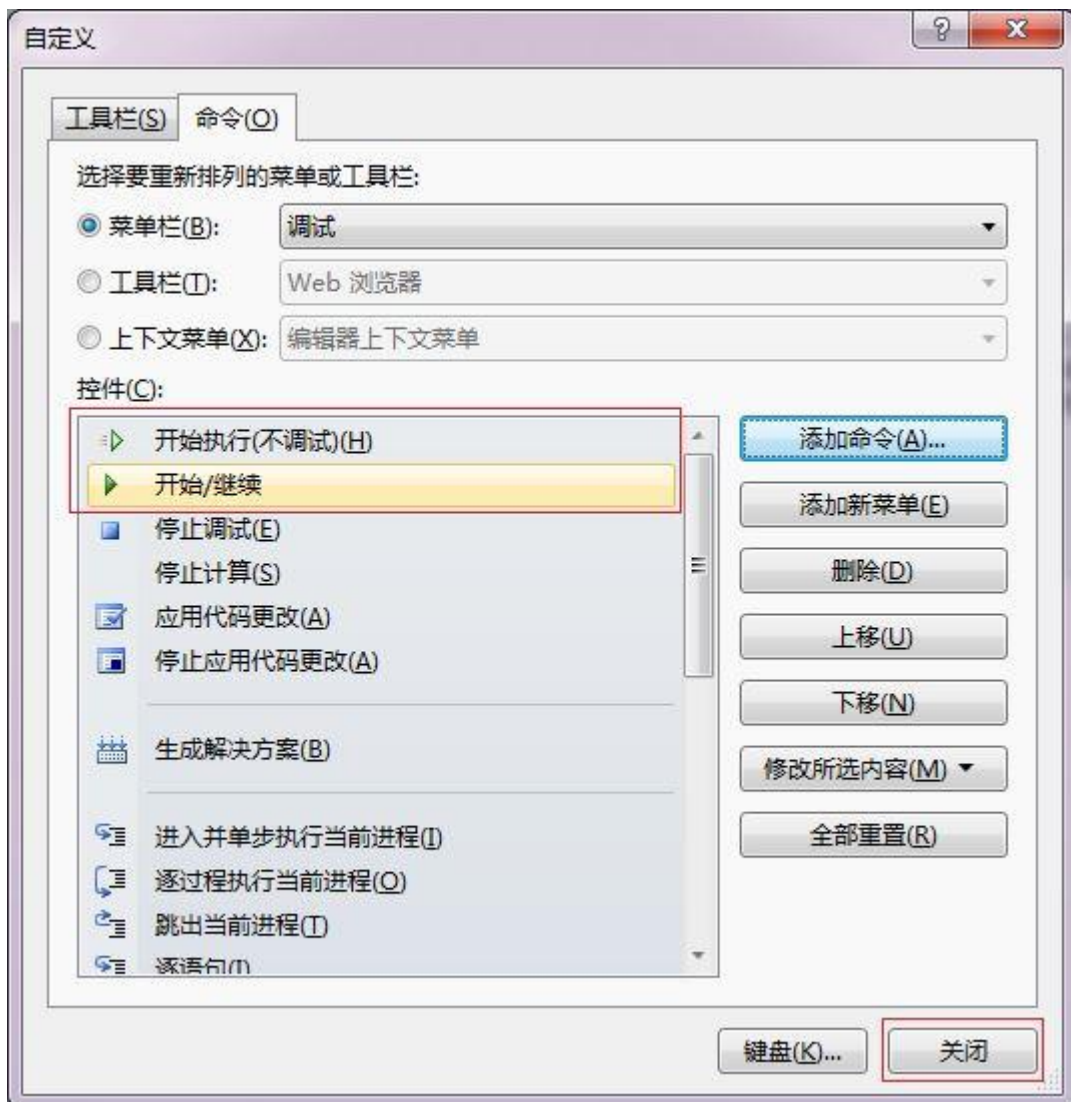 自定义
工具栏(S) 命令(O)
选择要重新排列的菜单或工具栏:
菜单栏(B): 调试
工具栏(T): Web 浏览器
上下文菜单(X): 编辑器上下文菜单
控件(C):
开始执行(不调试)(H)
开始/继续
停止调试(E)
停止计算(S)
应用代码更改(A)
停止应用代码更改(A)
生成解决方案(B)
进入并单步执行当前进程(I)
逐过程执行当前进程(O)
跳出当前进程(T)
逐语句(I)
添加命令(A)...
添加新菜单(E)
删除(D)
上移(U)
下移(N)
修改所选内容(M)
全部重置(R)
键盘(K)...
关闭